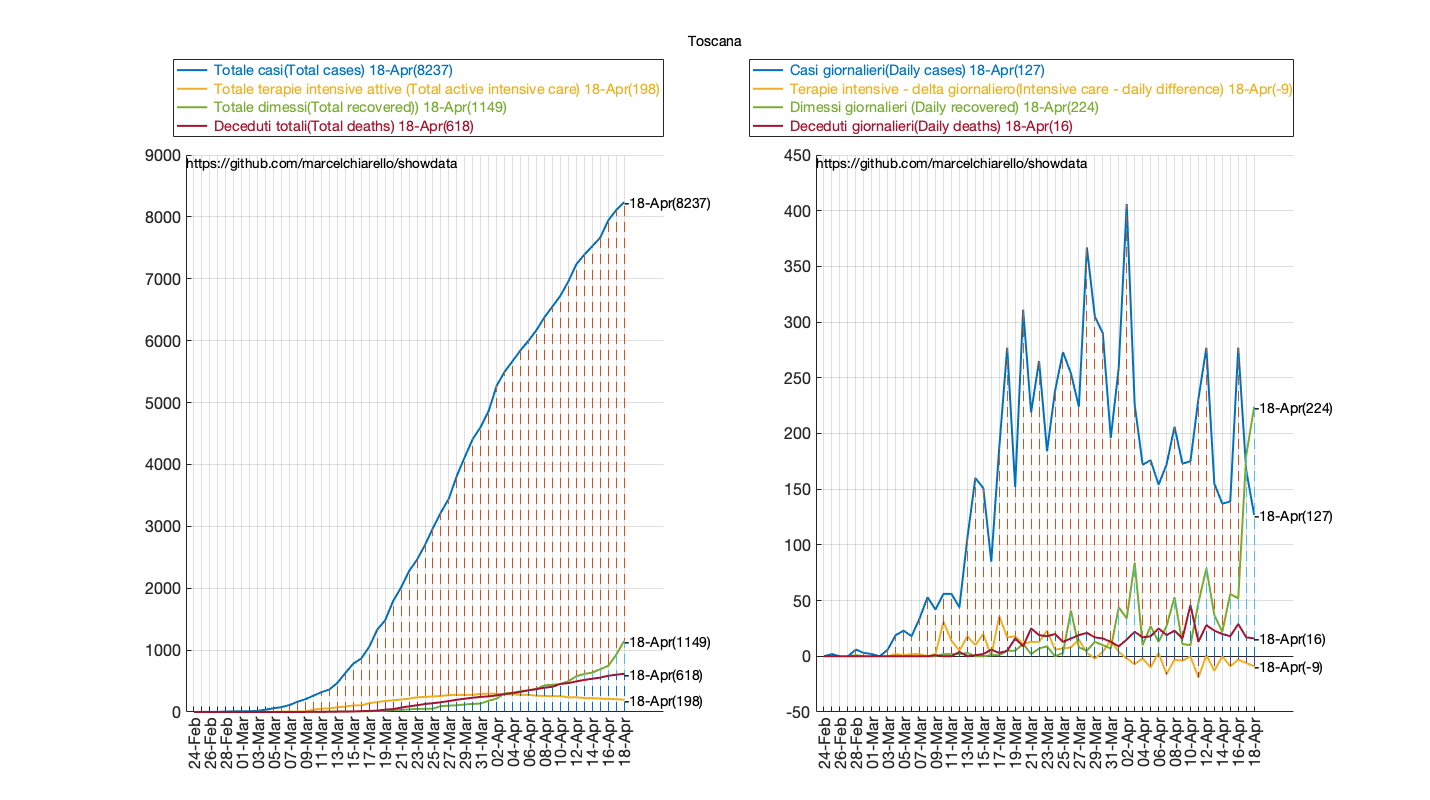 Toscana
Totale casi(Total cases) 18-Apr(8237)
Totale terapie intensive attive (Total active intensive care) 18-Apr(198)
Totale dimessi(Total recovered)) 18-Apr(1149)
Deceduti totali(Total deaths) 18-Apr(618)
9000
8000
7000
6000
5000
4000
3000
2000
1000
0
https://github.com/marcelchiarello/showdata
18-Apr(8237)
18-Apr(1149)
18-Apr(618)
18-Apr(198)
24-Feb
26-Feb
28-Feb
01-Mar
03-Mar
05-Mar
07-Mar
09-Mar
11-Mar
13-Mar
15-Mar
17-Mar
19-Mar
21-Mar
23-Mar
25-Mar
27-Mar
29-Mar
31-Mar
02-Apr
04-Apr
06-Apr
08-Apr
10-Apr
12-Apr
14-Apr
16-Apr
18-Apr
Casi giornalieri(Daily cases) 18-Apr(127)
Terapie intensive - delta giornaliero(Intensive care - daily difference) 18-Apr(-9)
Dimessi giornalieri (Daily recovered) 18-Apr(224)
Deceduti giornalieri(Daily deaths) 18-Apr(16)
450
400
350
300
250
200
150
100
50
0
-50
https://github.com/marcelchiarello/showdata
18-Apr(224)
18-Apr(127)
18-Apr(16)
18-Apr(-9)
24-Feb
26-Feb
28-Feb
01-Mar
03-Mar
05-Mar
07-Mar
09-Mar
11-Mar
13-Mar
15-Mar
17-Mar
19-Mar
21-Mar
23-Mar
25-Mar
27-Mar
29-Mar
31-Mar
02-Apr
04-Apr
06-Apr
08-Apr
10-Apr
12-Apr
14-Apr
16-Apr
18-Apr